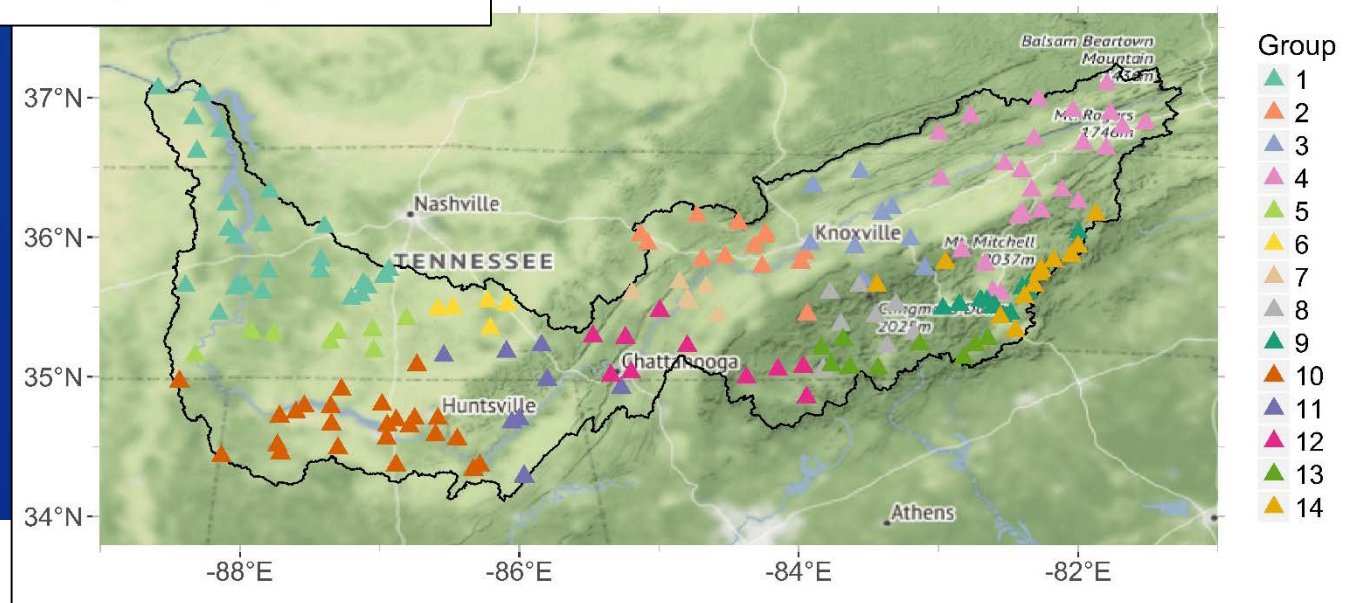 Balsam Beartown
Mountain
Group
1
2
3
4
5
6
7
8
9
10
11
12
13
14
37°N
36°N
35°N
34°N
Mt. Rogers
1746m
Nashville
Knoxville
TENNESSEE
Mt. Mitchell
2037m
2025m
Chattanooga
Huntsville
Athens
-88°E
-86°E
-84°E
-82°E